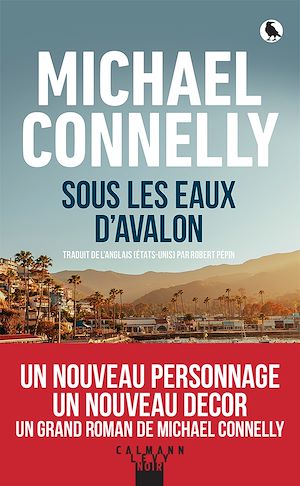 MICHAEL
CONNELLY
SOUS LES EAUX
D'AVALON
TRADUIT DE L'ANGLAIS (ÉTATS-UNIS) PAR ROBERT PÉPIN
UN NOUVEAU PERSONNAGE
UN NOUVEAU DECOR
UN GRAND ROMAN DE MICHAEL CONNELLY
CALMANN
LEVY
NOIR